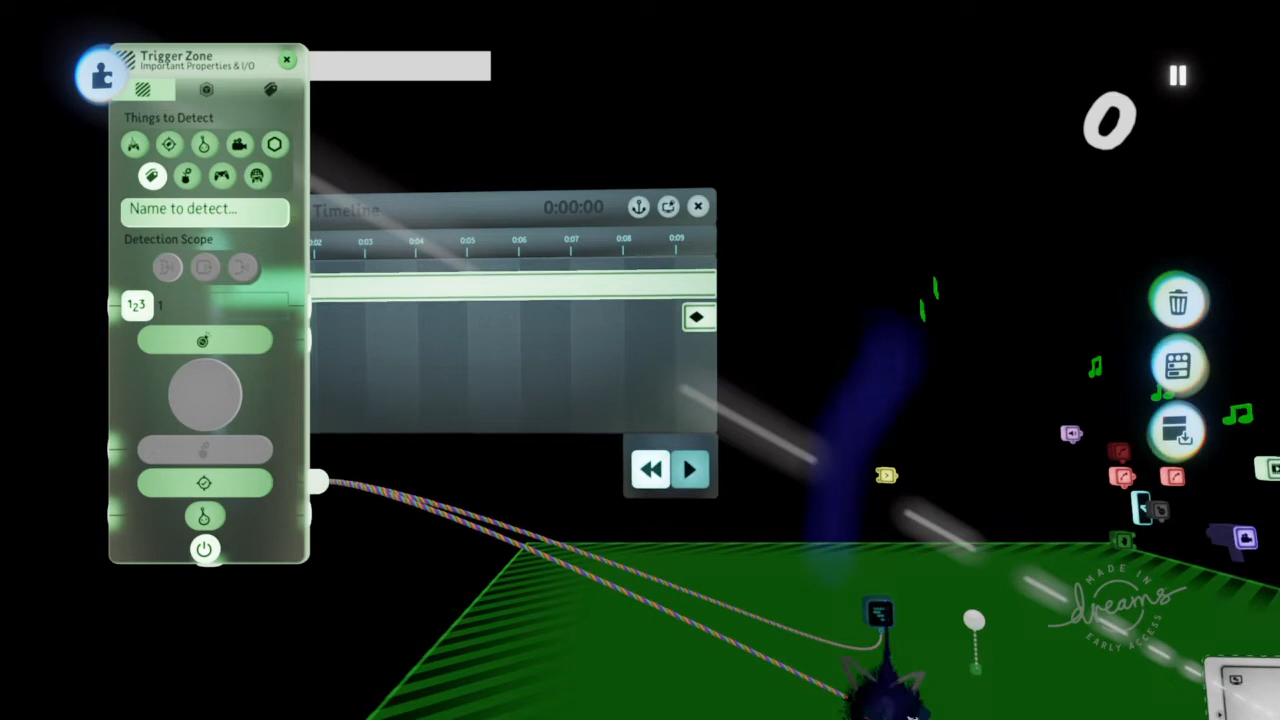 Trigger Zone
Important Properties & I/O
0
Things to Detect
Name to detect...
Timeline
0:00:00
0:02 0:03 0:04 0:05 0:06 0:07 0:08 0:09
Detection Scope
123 1
MADE IN
dreams
EARLY ACCESS